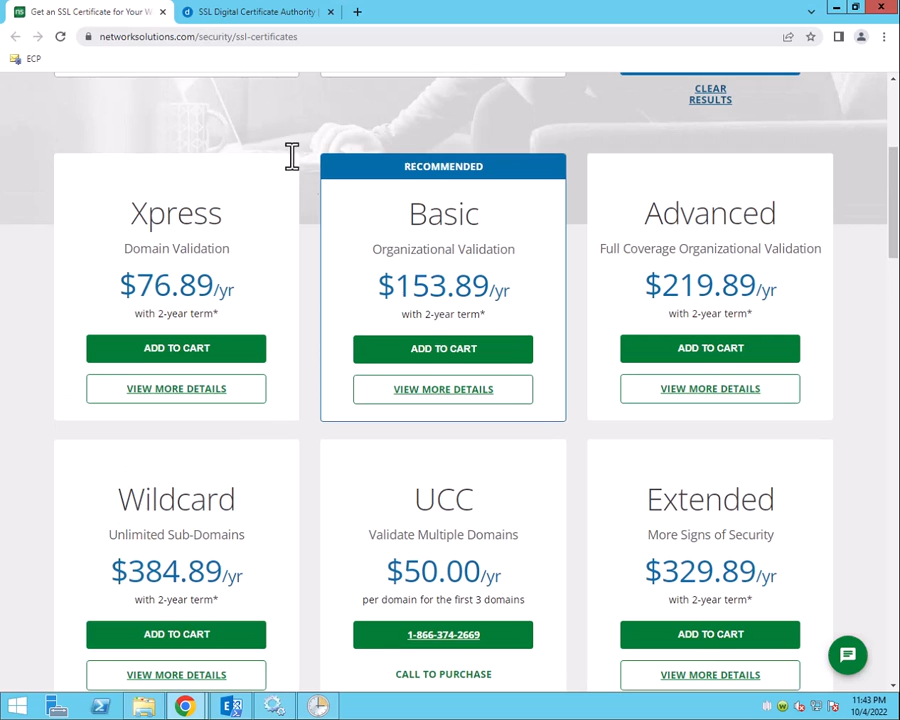 Get an SSL Certificate for Your W
SSL Digital Certificate Authority
networksolutions.com/security/ssl-certificates
ECP
CLEAR
RESULTS
RECOMMENDED
Xpress
Domain Validation
$76.89/yr
with 2-year term*
ADD TO CART
VIEW MORE DETAILS
Basic
Organizational Validation
$153.89/yr
with 2-year term*
ADD TO CART
VIEW MORE DETAILS
Advanced
Full Coverage Organizational Validation
$219.89/yr
with 2-year term*
ADD TO CART
VIEW MORE DETAILS
Wildcard
Unlimited Sub-Domains
$384.89/yr
with 2-year term*
ADD TO CART
VIEW MORE DETAILS
UCC
Validate Multiple Domains
$50.00/yr
per domain for the first 3 domains
1-866-374-2669
CALL TO PURCHASE
Extended
More Signs of Security
$329.89/yr
with 2-year term*
ADD TO CART
VIEW MORE DETAILS
11:43 PM
10/4/2022